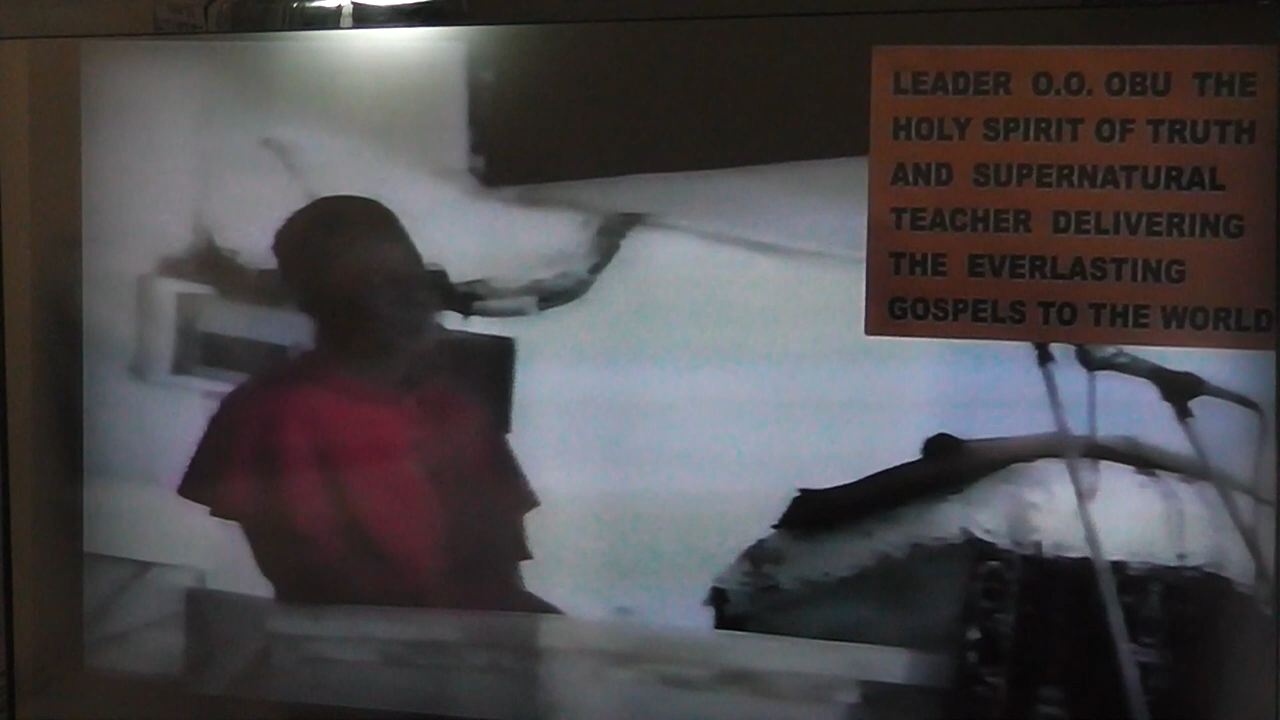 LEADER O.O. OBU THE
HOLY SPIRIT OF TRUTH
AND SUPERNATURAL
TEACHER DELIVERING
THE EVERLASTING
GOSPELS TO THE WORLD